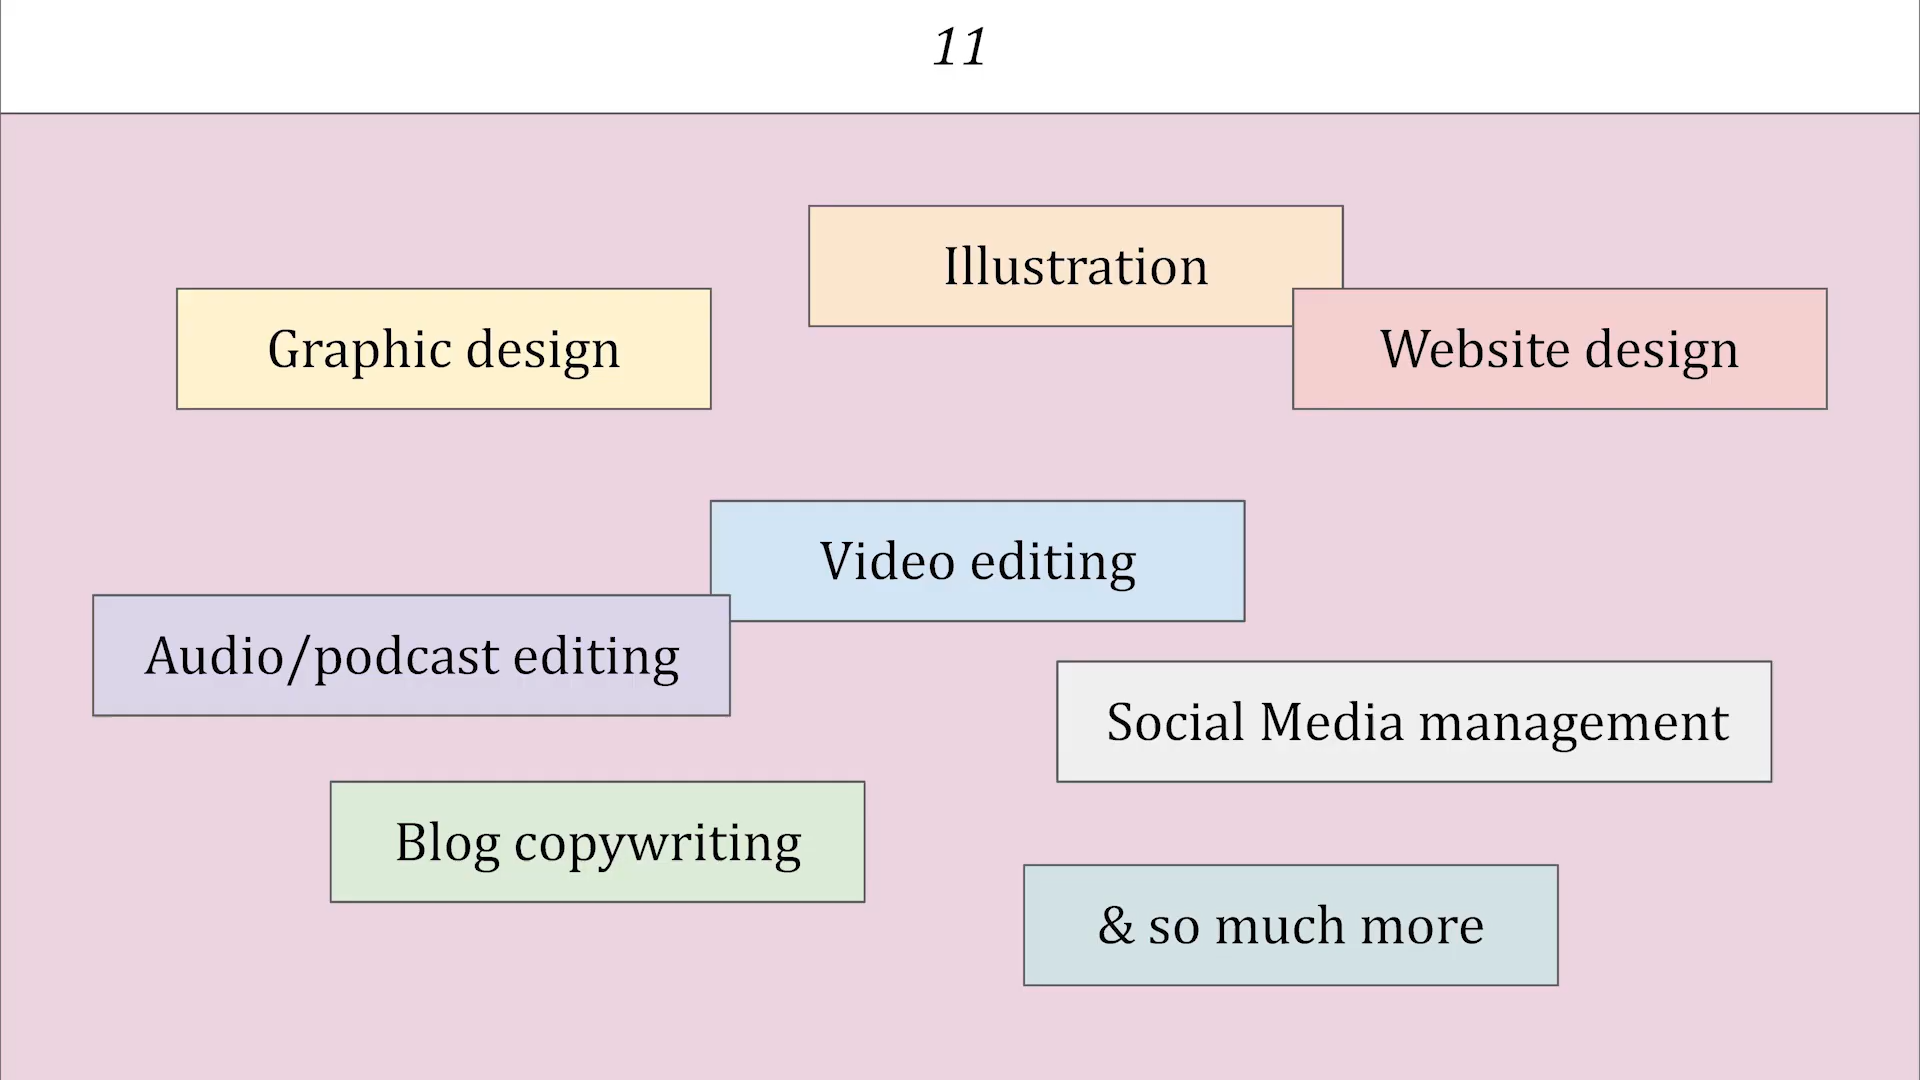 11
Illustration
Graphic design
Website design
Video editing
Audio/podcast editing
Social Media management
Blog copywriting
& so much more